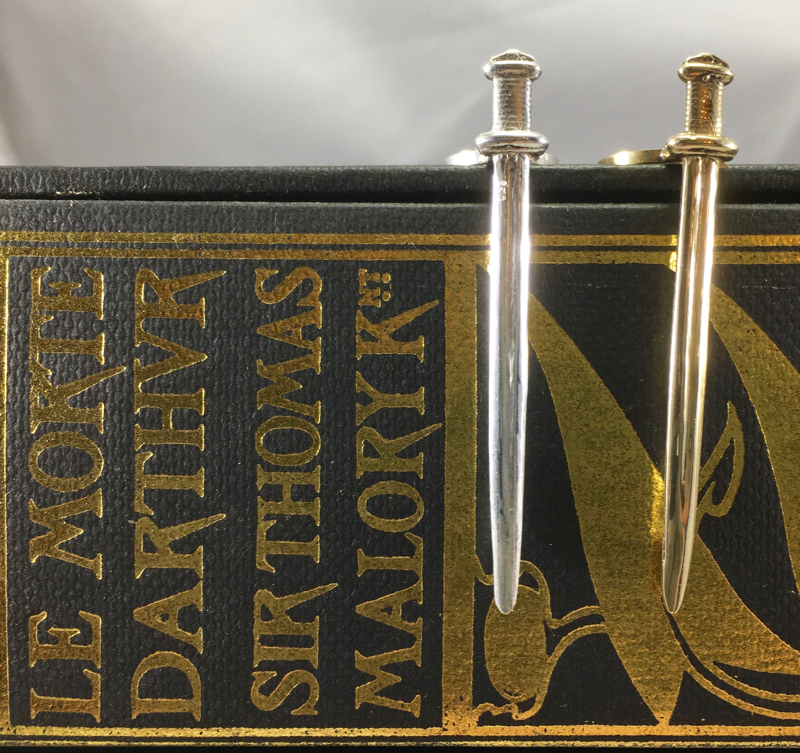 LE MORTE
DARTHVR
SIR THOMAS
MALORY KNT